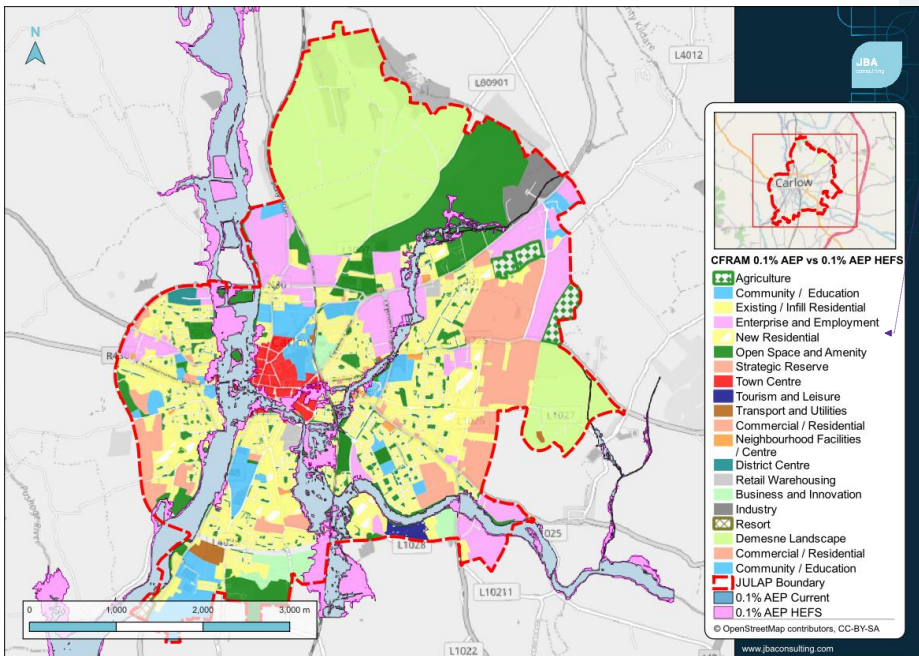 N
JBA
consulting
County Kildare
L4012
L80901
Carlow
CFRAM 0.1% AEP vs 0.1% AEP HEFS
Agriculture
Community / Education
Existing / Infill Residential
Enterprise and Employment
New Residential
Open Space and Amenity
Strategic Reserve
Town Centre
Tourism and Leisure
Transport and Utilities
Commercial / Residential
Neighbourhood Facilities
/ Centre
District Centre
Retail Warehousing
Business and Innovation
Industry
Resort
Demesne Landscape
Commercial / Residential
Community / Education
JULAP Boundary
0.1% AEP Current
0.1% AEP HEFS
© OpenStreetMap contributors, CC-BY-SA
www.jbaconsulting.com
L1027
L1028
L10211
L1022
0 1,000 2,000 3,000 m